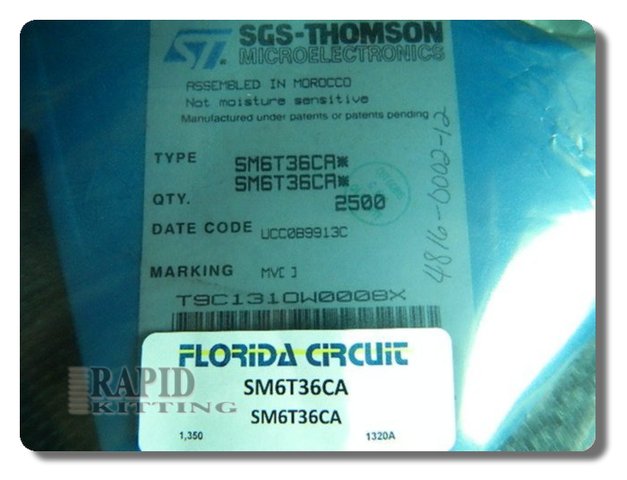 SGS-THOMSON
MICROELECTRONICS
ASSEMBLED IN MOROCCO
Not moisture sensitive
Manufactured under patents or patents pending
TYPE SM6T36CA*
SM6T36CA*
QTY. 2500
DATE CODE UCC0B9913C
MARKING MV[ ]
T9C1310W0008X
4816-0002-12
FLORIDA CIRCUIT
SM6T36CA
SM6T36CA
1,350 1320A
RAPID
KITTING